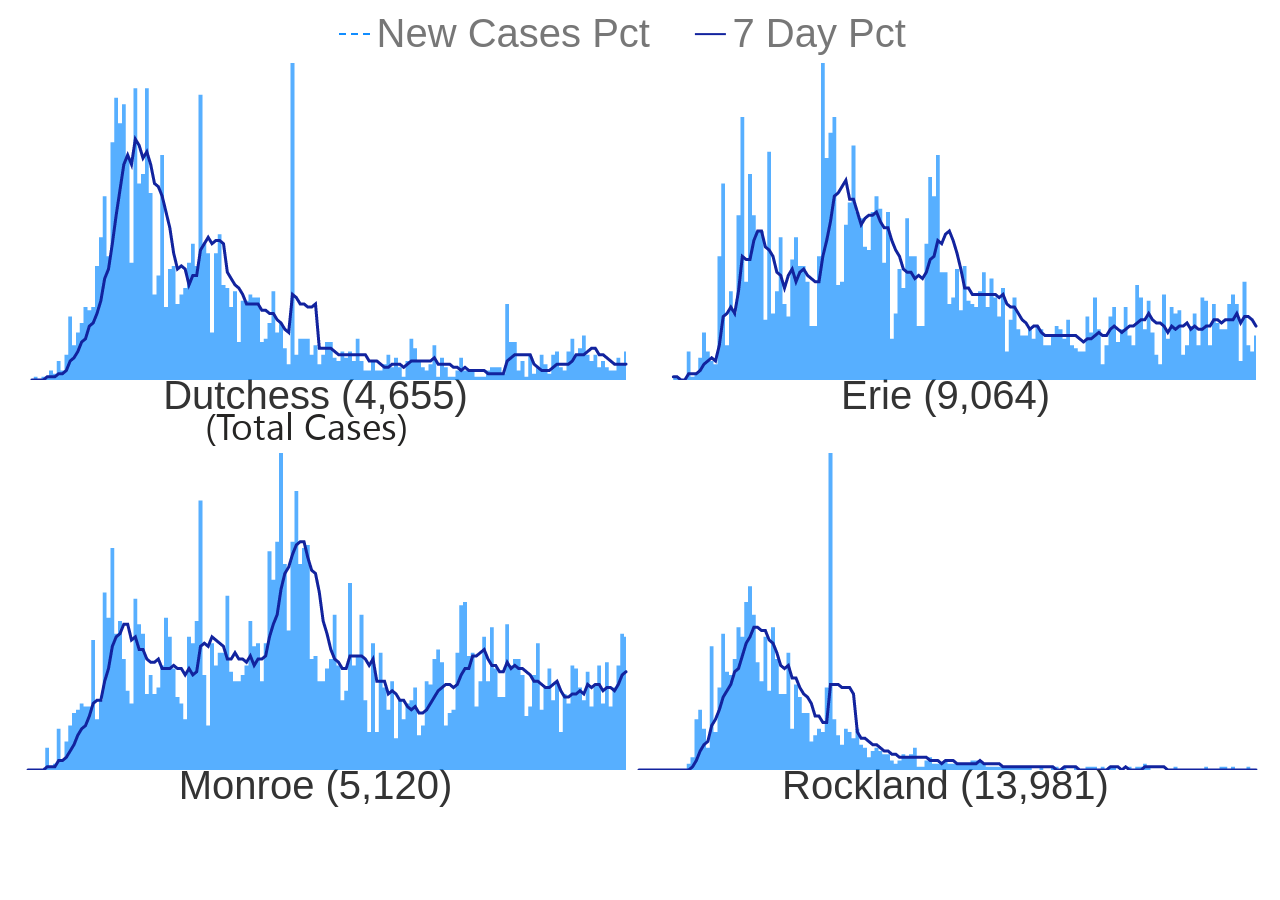 New Cases Pct 7 Day Pct
Dutchess (4,655) Erie (9,064)
(Total Cases)
Monroe (5,120) Rockland (13,981)